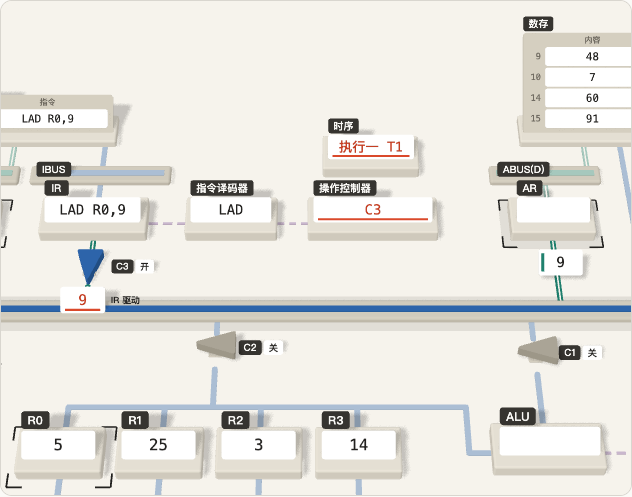 数存
内容
9 48
10 7
14 60
15 91
指令
LAD R0,9
时序
执行一 T1
IBUS
ABUS(D)
IR
LAD R0,9
指令译码器
LAD
操作控制器
C3
AR
C3 开
9
9
IR 驱动
C2 关
C1 关
R0
5
R1
25
R2
3
R3
14
ALU